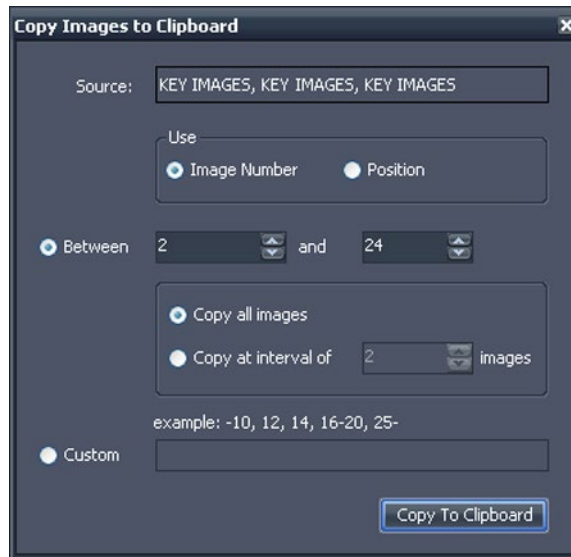 Copy Images to Clipboard
Source: KEY IMAGES, KEY IMAGES, KEY IMAGES
Use
Image Number Position
Between 2 and 24
Copy all images
Copy at interval of 2 images
example: -10, 12, 14, 16-20, 25-
Custom
Copy To Clipboard